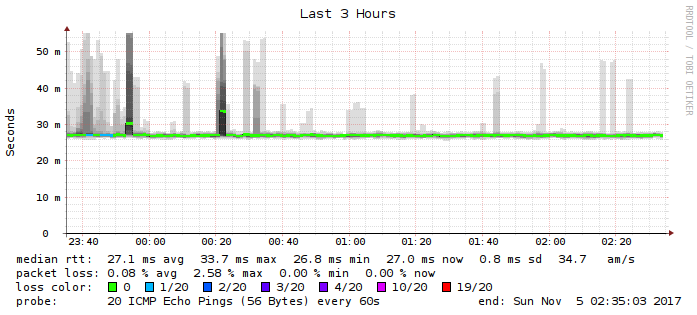 Last 3 Hours
RRDTOOL / TOBI OETIKER
Seconds
50 m
40 m
30 m
20 m
10 m
0
23:40 00:00 00:20 00:40 01:00 01:20 01:40 02:00 02:20
median rtt: 27.1 ms avg 33.7 ms max 26.8 ms min 27.0 ms now 0.8 ms sd 34.7 am/s
packet loss: 0.08 % avg 2.58 % max 0.00 % min 0.00 % now
loss color: 0 1/20 2/20 3/20 4/20 10/20 19/20
probe: 20 ICMP Echo Pings (56 Bytes) every 60s end: Sun Nov 5 02:35:03 2017